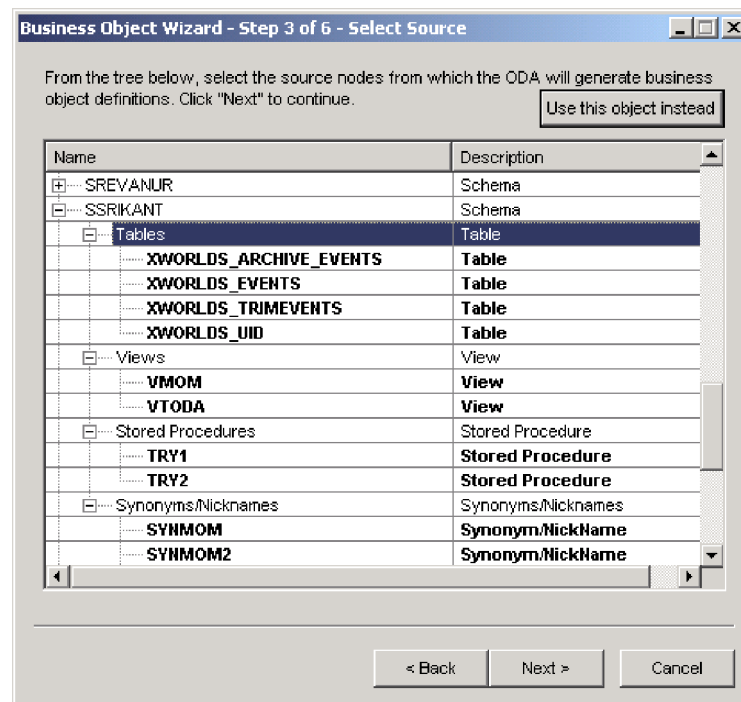 Business Object Wizard - Step 3 of 6 - Select Source
From the tree below, select the source nodes from which the ODA will generate business
object definitions. Click "Next" to continue.
Use this object instead
Name Description
SREVANUR Schema
SSRIKANT Schema
Tables Table
XWORLDS_ARCHIVE_EVENTS Table
XWORLDS_EVENTS Table
XWORLDS_TRIMEVENTS Table
XWORLDS_UID Table
Views View
VMOM View
VTODA View
Stored Procedures Stored Procedure
TRY1 Stored Procedure
TRY2 Stored Procedure
Synonyms/Nicknames Synonyms/Nicknames
SYNMOM Synonym/NickName
SYNMOM2 Synonym/NickName
< Back Next > Cancel